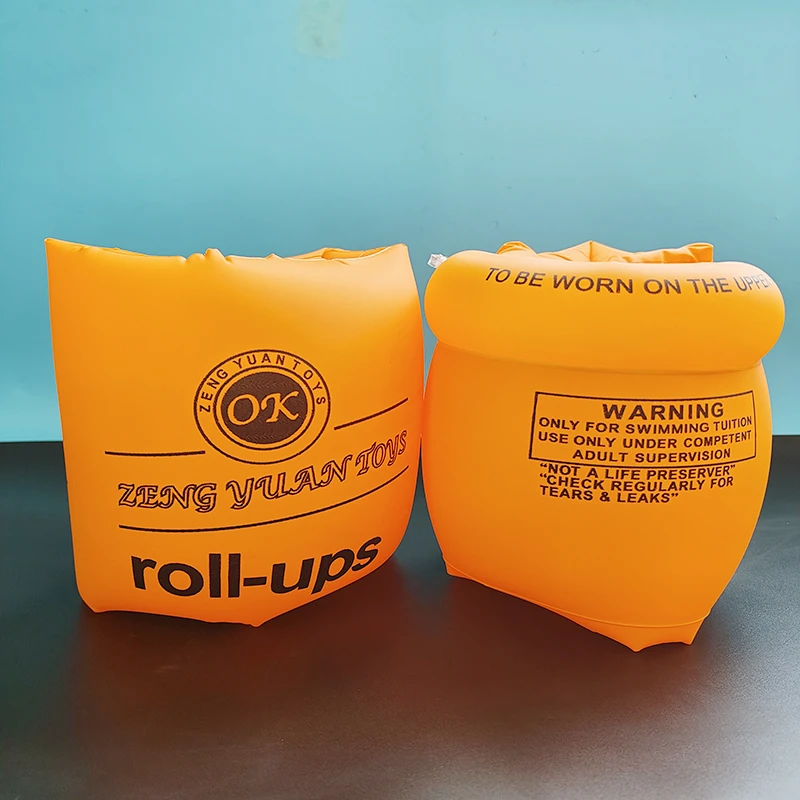 ZENG YUAN TOYS
OK
ZENG YUAN TOYS
roll-ups
TO BE WORN ON THE UPPE
WARNING
ONLY FOR SWIMMING TUITION
USE ONLY UNDER COMPETENT
ADULT SUPERVISION
“NOT A LIFE PRESERVER”
“CHECK REGULARLY FOR
TEARS & LEAKS”